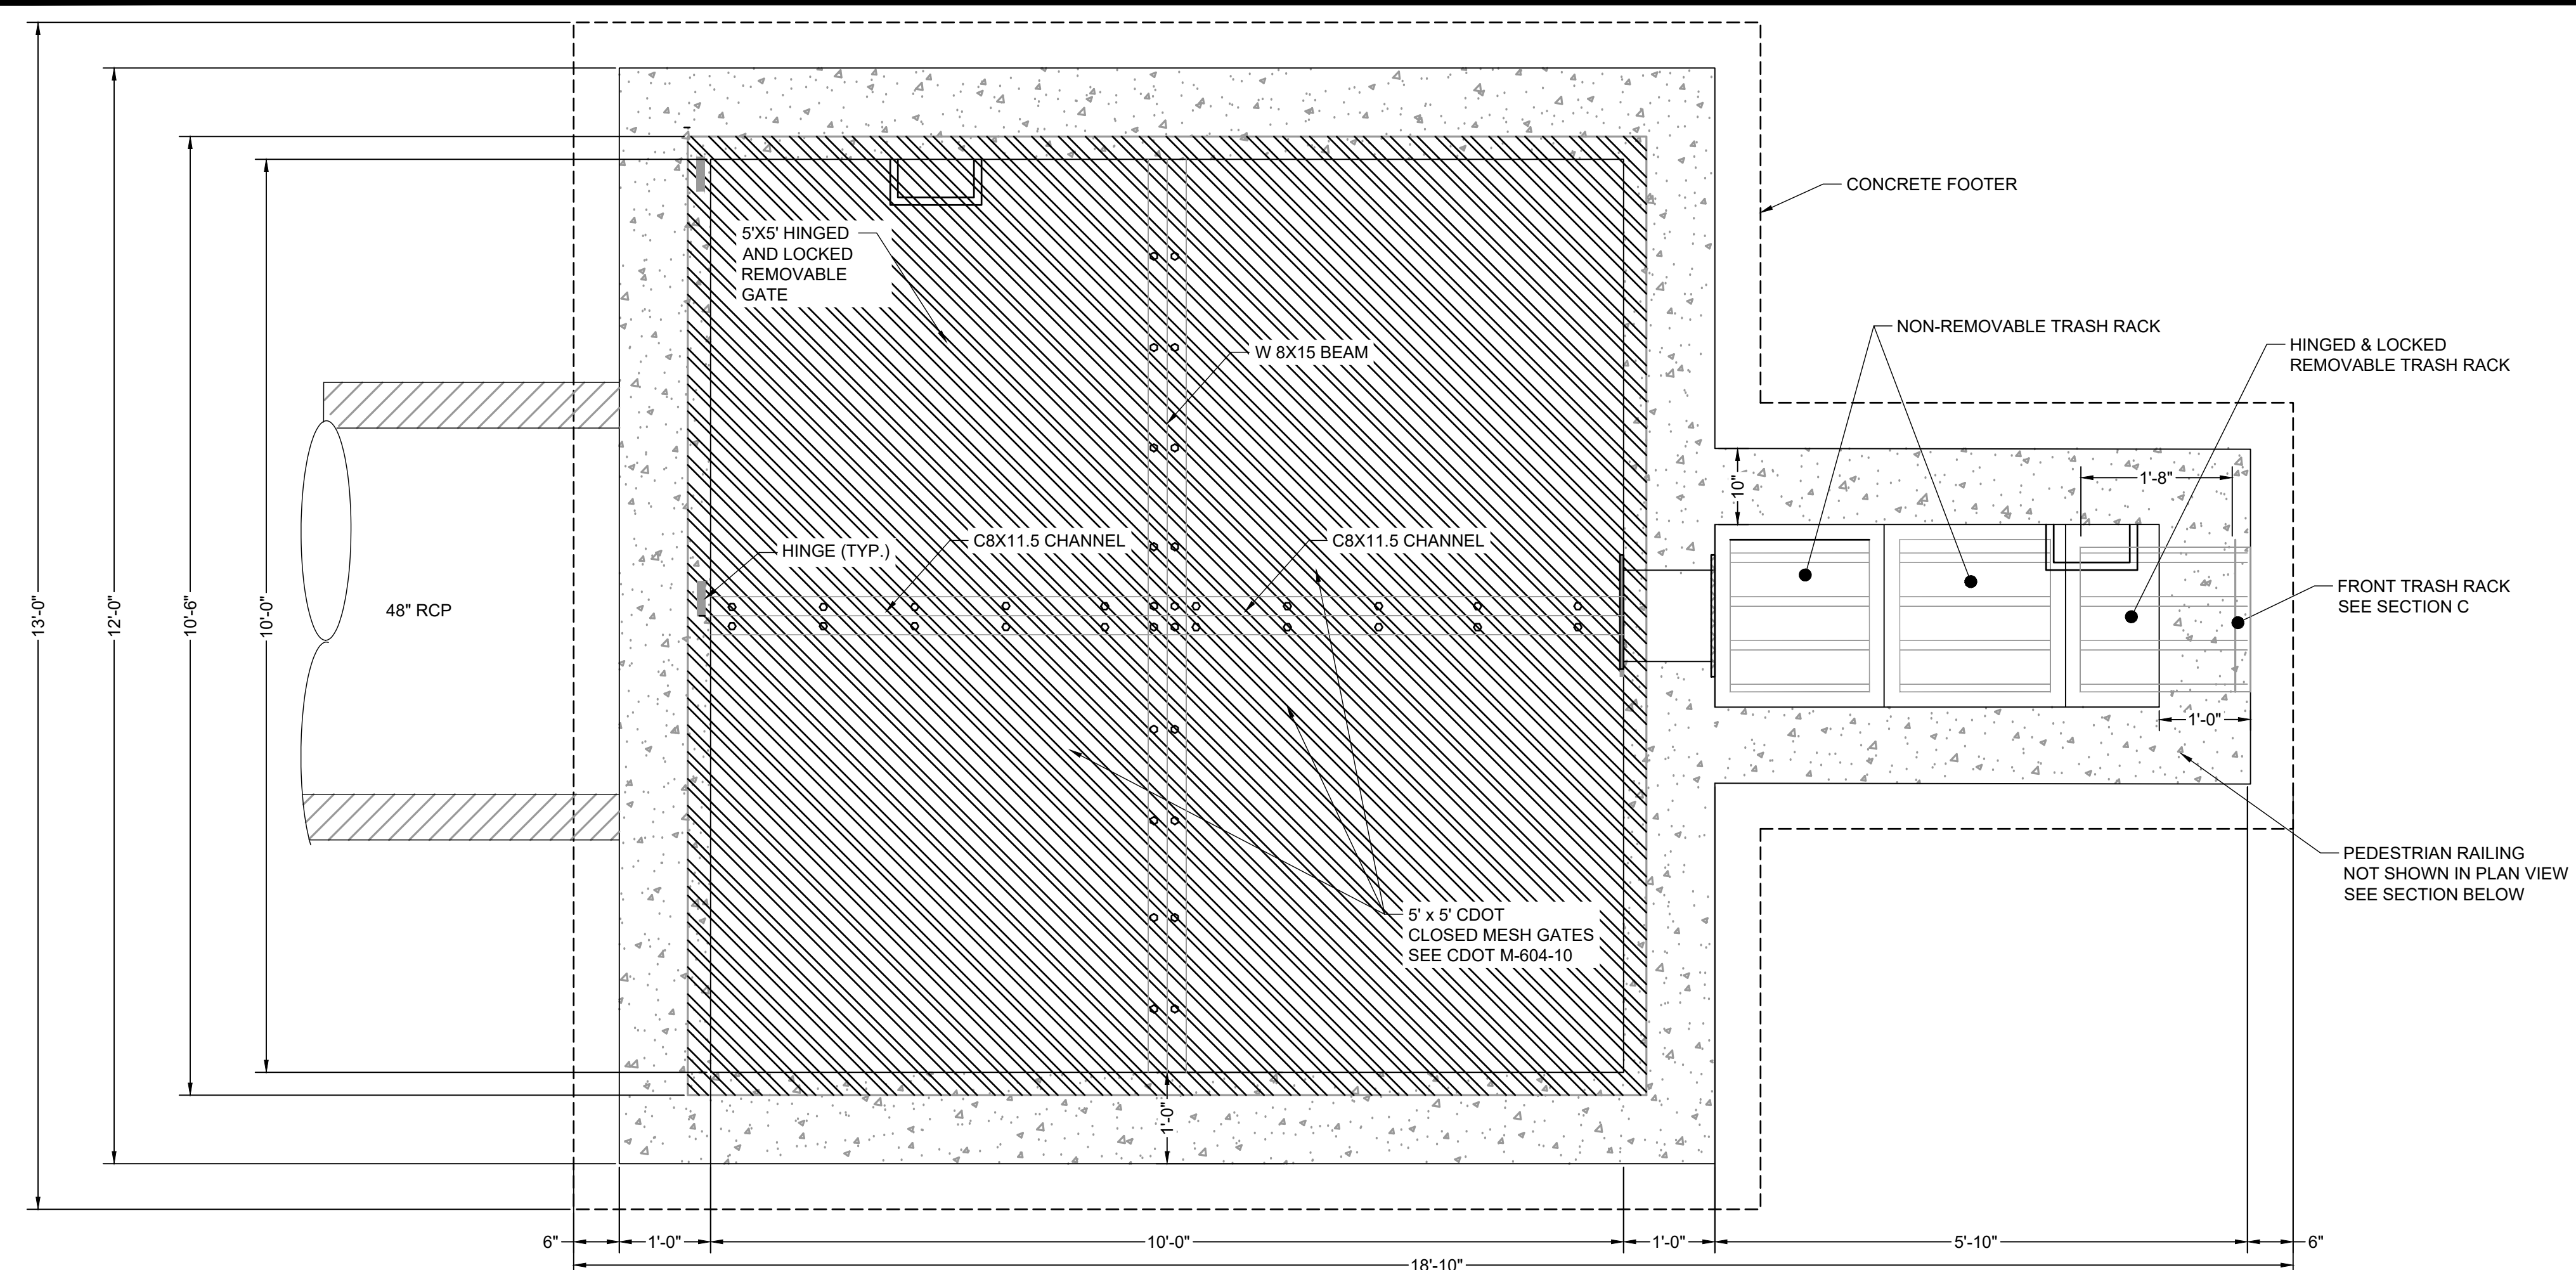 CONCRETE FOOTER
5'X5' HINGED
AND LOCKED
REMOVABLE
GATE
NON-REMOVABLE TRASH RACK
HINGED & LOCKED
REMOVABLE TRASH RACK
W 8X15 BEAM
1'-8"
10"
HINGE (TYP.)
C8X11.5 CHANNEL
C8X11.5 CHANNEL
FRONT TRASH RACK
SEE SECTION C
13'-0"
12'-0"
10'-6"
10'-0"
48" RCP
1'-0"
PEDESTRIAN RAILING
NOT SHOWN IN PLAN VIEW
SEE SECTION BELOW
5' x 5' CDOT
CLOSED MESH GATES
SEE CDOT M-604-10
1'-0"
6"
1'-0"
10'-0"
1'-0"
5'-10"
6"
18'-10"